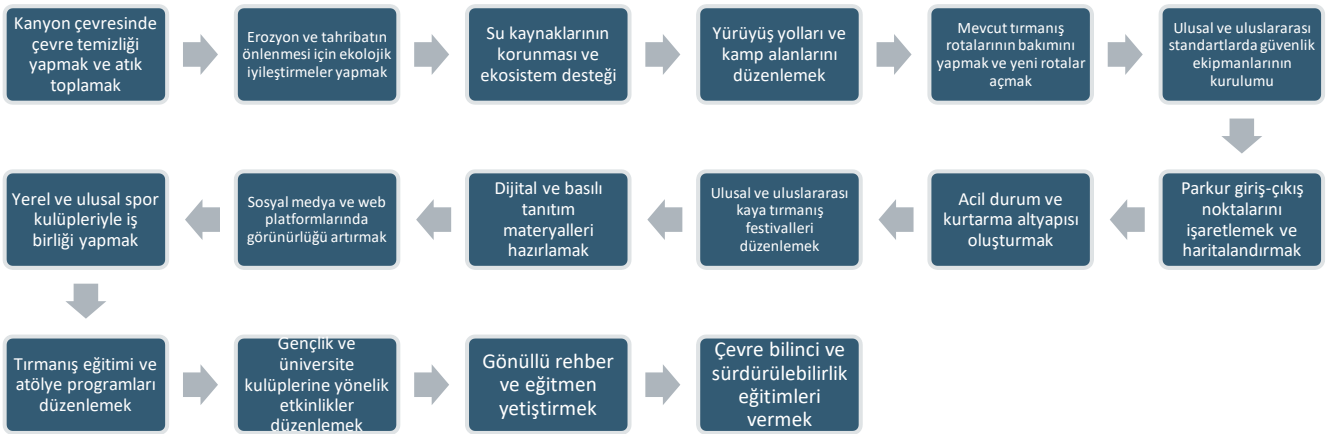 Kanyon çevresinde
çevre temizliği
yapmak ve atık
toplamak
Erozyon ve tahribatın
önlenmesi için ekolojik
iyileştirmeler yapmak
Su kaynaklarının
korunması ve
ekosistem desteği
Yürüyüş yolları ve
kamp alanlarını
düzenlemek
Mevcut tırmanış
rotalarının bakımını
yapmak ve yeni rotalar
açmak
Ulusal ve uluslararası
standartlarda güvenlik
ekipmanlarının
kurulumu
Parkur giriş-çıkış
noktalarını
işaretlemek ve
haritalandırmak
Acil durum ve
kurtarma altyapısı
oluşturmak
Ulusal ve uluslararası
kaya tırmanış
festivalleri
düzenlemek
Dijital ve basılı
tanıtım
materyalleri
hazırlamak
Sosyal medya ve web
platformlarında
görünürlüğü artırmak
Yerel ve ulusal spor
kulüpleriyle iş
birliği yapmak
Tırmanış eğitimi ve
atölye programları
düzenlemek
Gençlik ve
üniversite
kulüplerine yönelik
etkinlikler
düzenlemek
Gönüllü rehber
ve eğitmen
yetiştirmek
Çevre bilinci ve
sürdürülebilirlik
eğitimleri
vermek